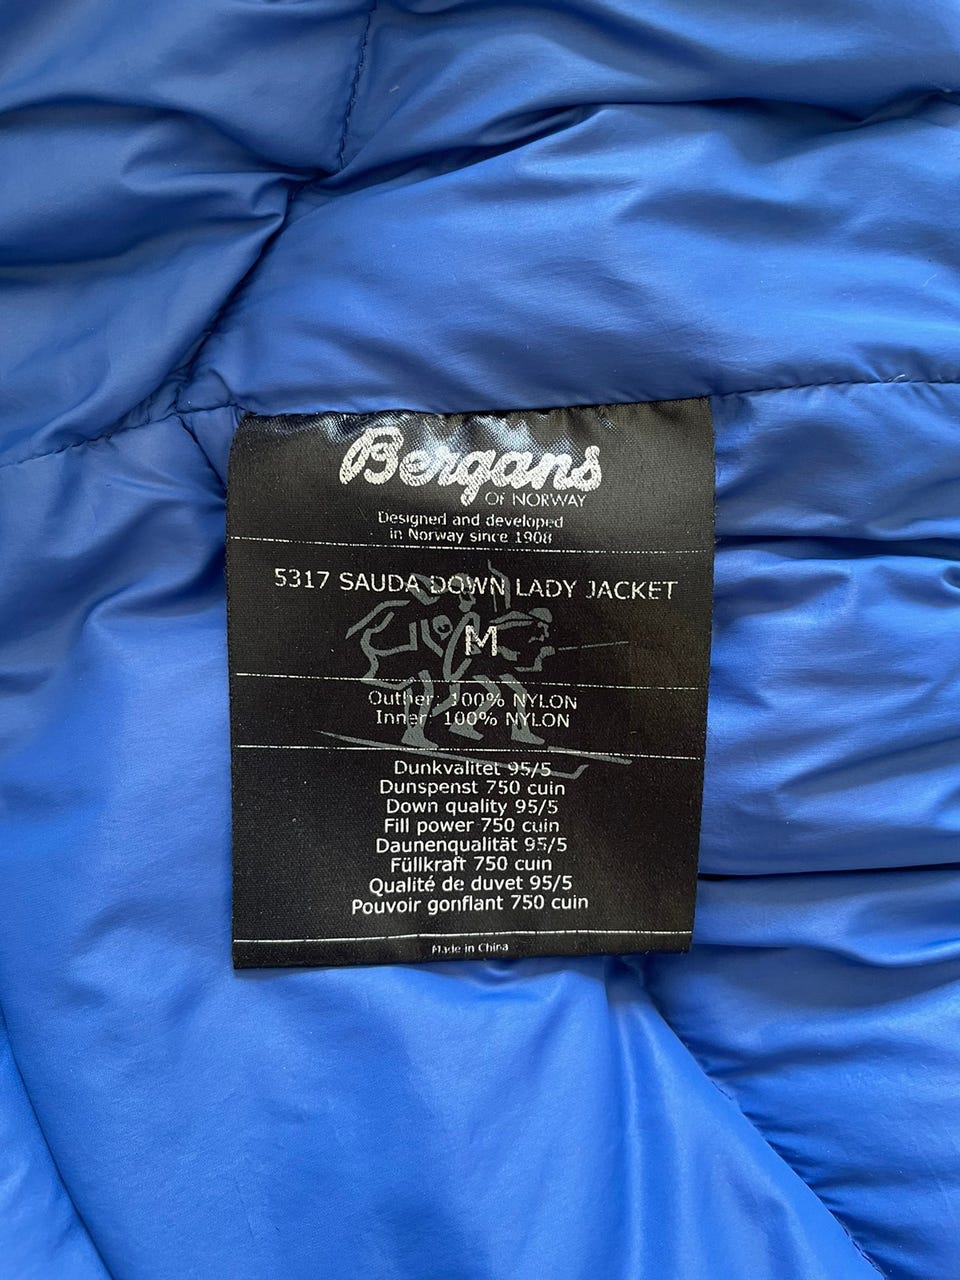 Bergans
OF NORWAY
Designed and developed
in Norway since 1908
5317 SAUDA DOWN LADY JACKET
M
Outher: 100% NYLON
Inner: 100% NYLON
Dunkvalitet 95/5
Dunspenst 750 cuin
Down quality 95/5
Fill power 750 cuin
Daunenqualität 95/5
Füllkraft 750 cuin
Qualité de duvet 95/5
Pouvoir gonflant 750 cuin
Made in China